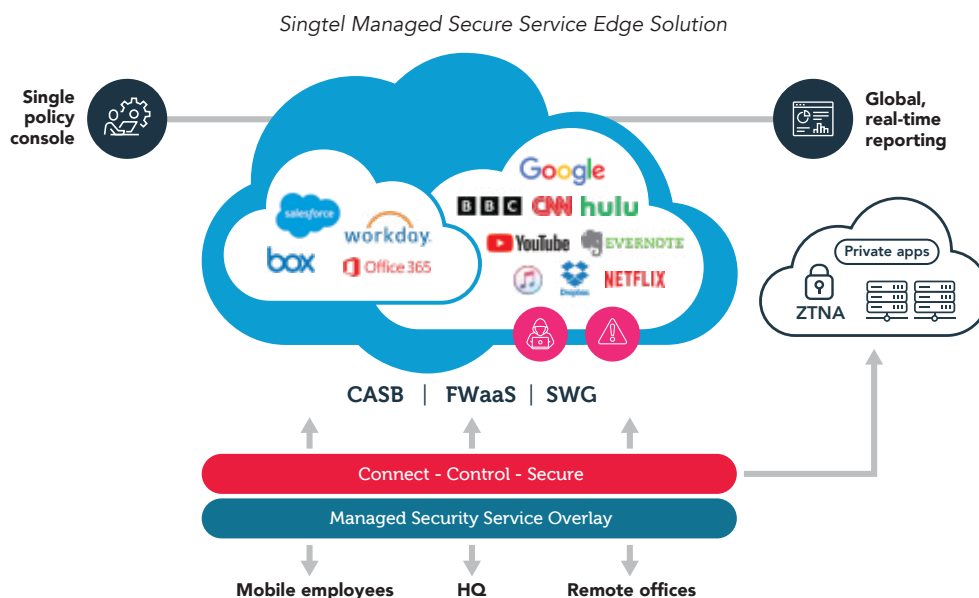 Singtel Managed Secure Service Edge Solution
Single
policy
console
Global,
real-time
reporting
Google
BBC CNN hulu
salesforce
workday.
YouTube EVERNOTE
box Office 365
Dropbox NETFLIX
Private apps
ZTNA
CASB | FWaaS | SWG
Connect - Control - Secure
Managed Security Service Overlay
Mobile employees HQ Remote offices